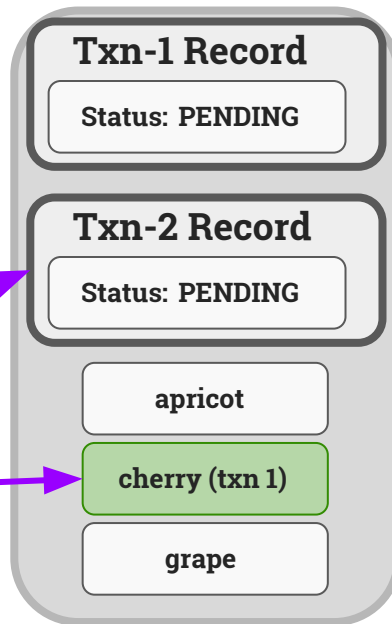 Txn-1 Record
Status: PENDING
Txn-2 Record
Status: PENDING
apricot
cherry (txn 1)
grape